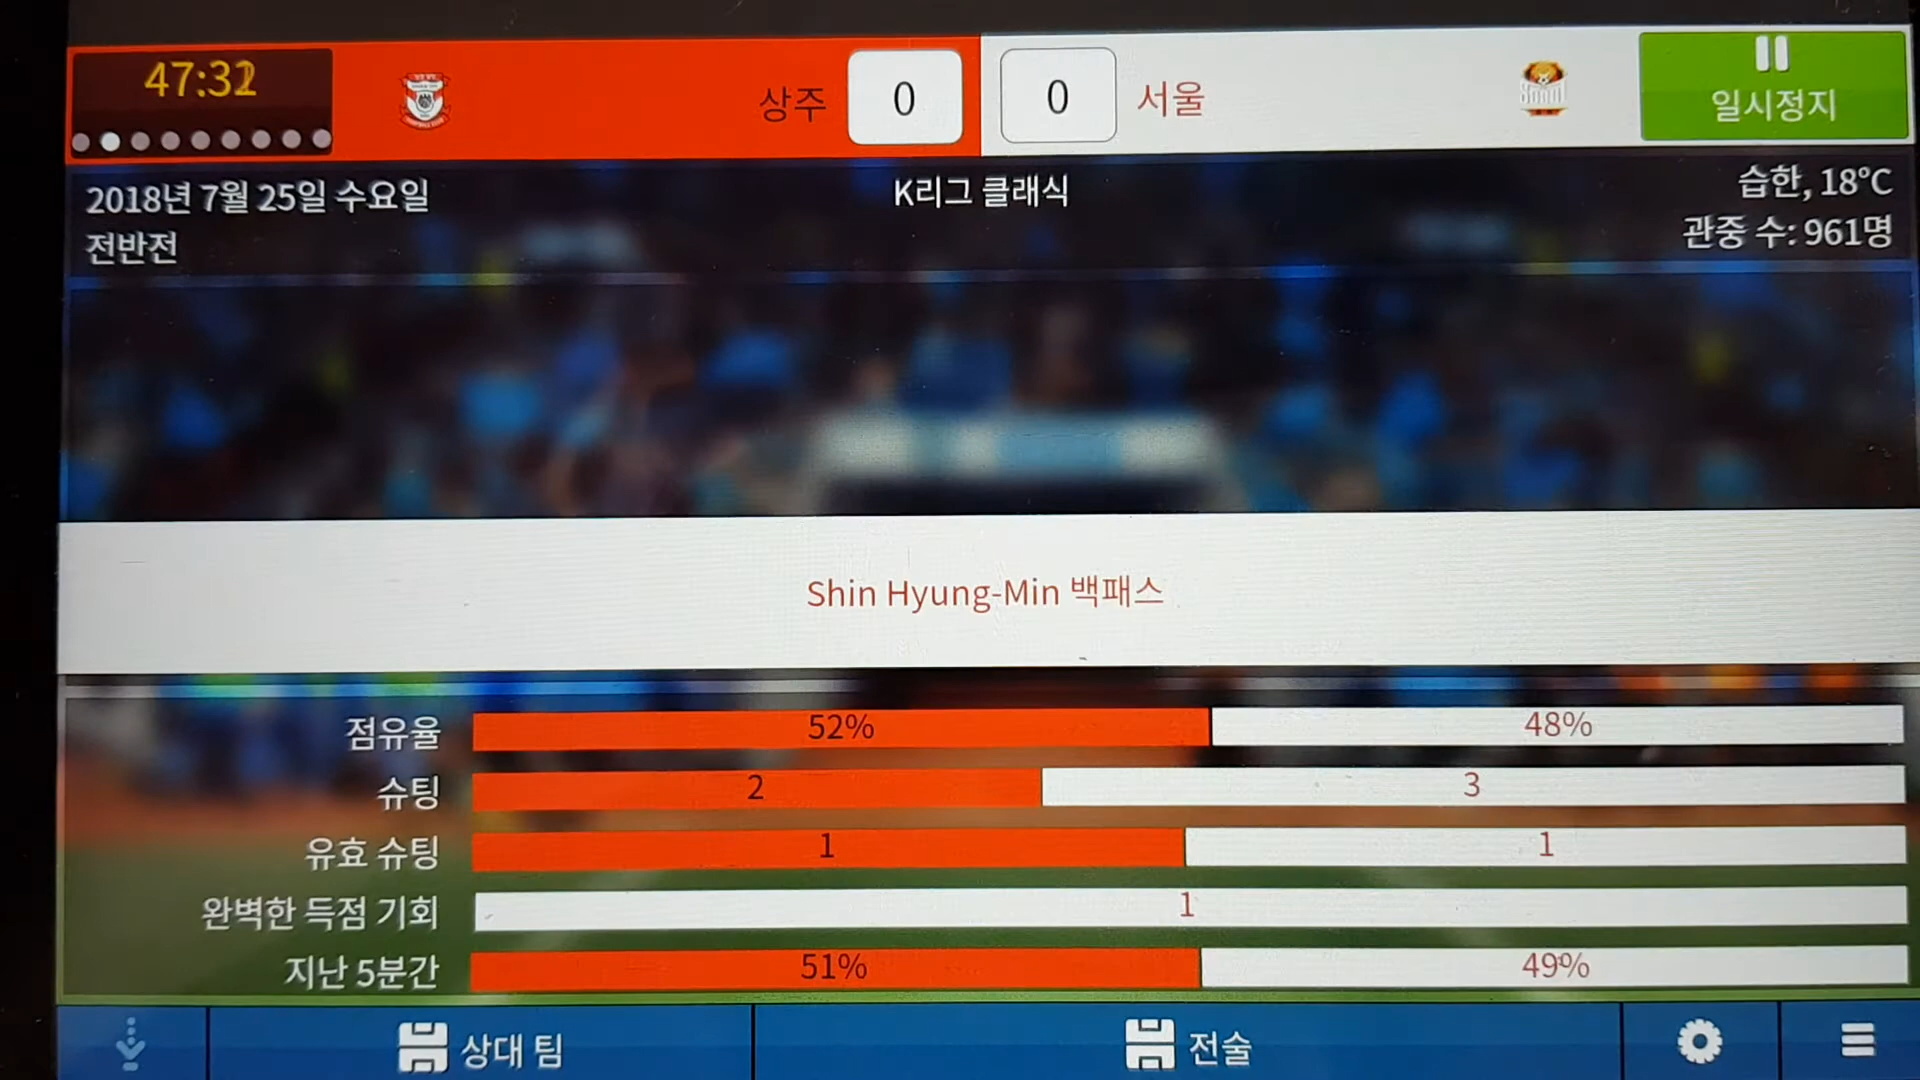 47:32
상주 0
0 서울
일시정지
2018년 7월 25일 수요일
전반전
K리그 클래식
습한, 18°C
관중 수: 961명
Shin Hyung-Min 백패스
점유율 52% 48%
슈팅 2 3
유효 슈팅 1 1
완벽한 득점 기회 1
지난 5분간 51% 49%
상대 팀
전술